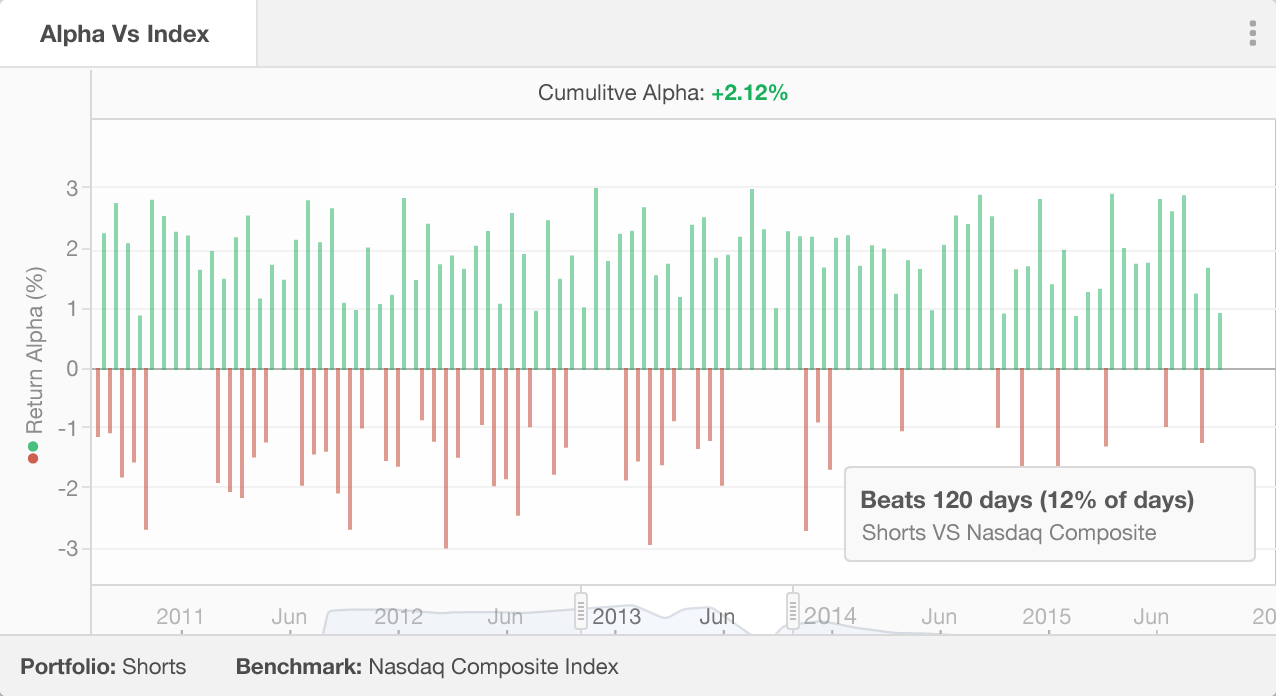 Alpha Vs Index
Cumulitve Alpha: +2.12%
Return Alpha (%)
3
2
1
0
-1
-2
-3
Beats 120 days (12% of days)
Shorts VS Nasdaq Composite
2011 Jun 2012 Jun 2013 Jun 2014 Jun 2015 Jun 20
Portfolio: Shorts Benchmark: Nasdaq Composite Index